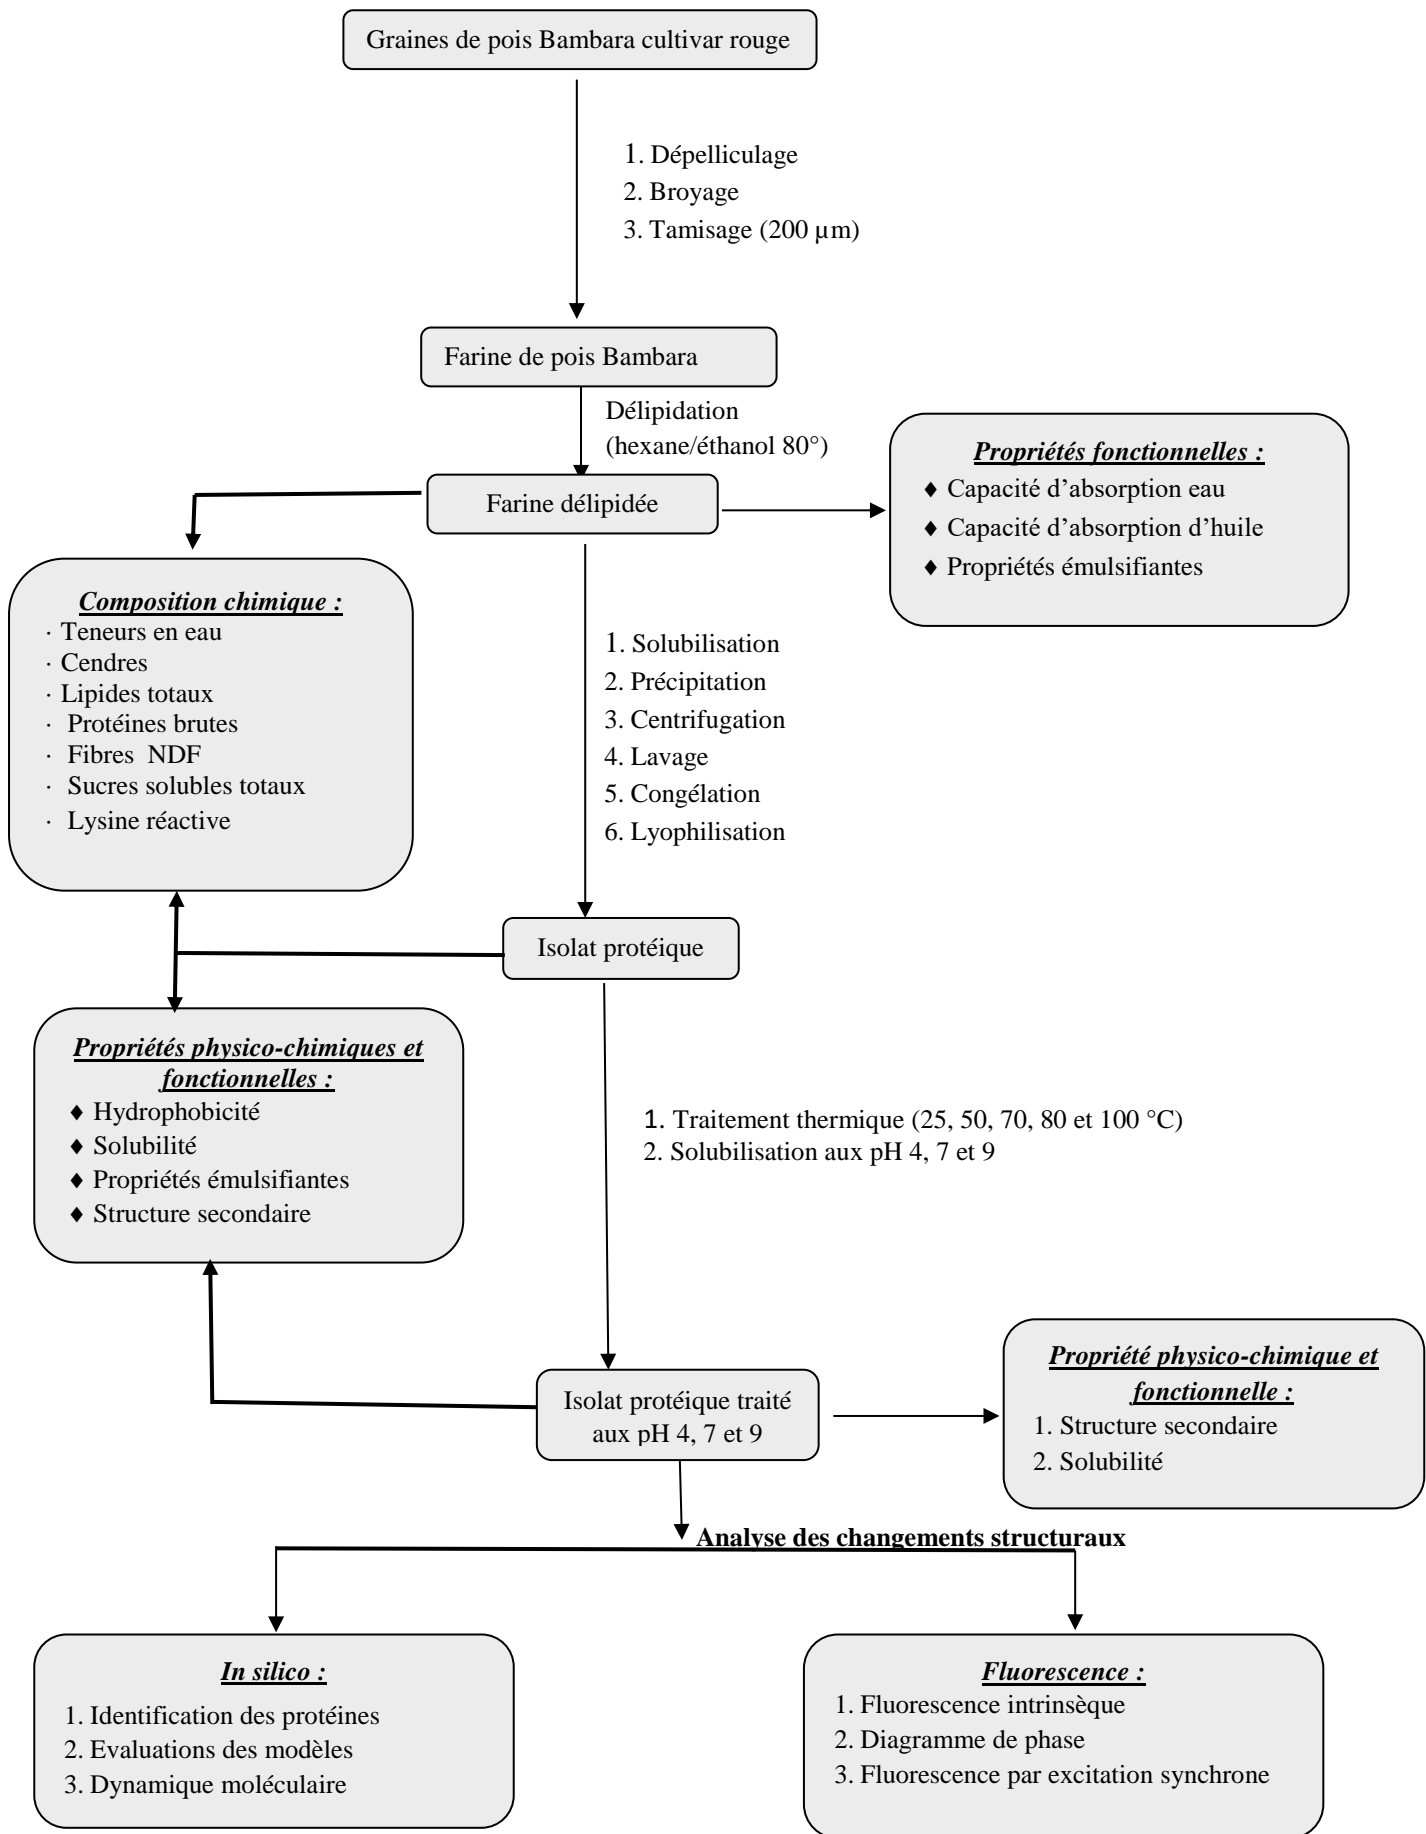 Graines de pois Bambara cultivar rouge
1. Dépelliculage
2. Broyage
3. Tamisage (200 µm)
Farine de pois Bambara
Délipidation
(hexane/éthanol 80°)
Farine délipidée
Propriétés fonctionnelles :
♦ Capacité d’absorption eau
♦ Capacité d’absorption d’huile
♦ Propriétés émulsifiantes
Composition chimique :
· Teneurs en eau
· Cendres
· Lipides totaux
· Protéines brutes
· Fibres NDF
· Sucres solubles totaux
· Lysine réactive
1. Solubilisation
2. Précipitation
3. Centrifugation
4. Lavage
5. Congélation
6. Lyophilisation
Isolat protéique
Propriétés physico-chimiques et
fonctionnelles :
♦ Hydrophobicité
♦ Solubilité
♦ Propriétés émulsifiantes
♦ Structure secondaire
1. Traitement thermique (25, 50, 70, 80 et 100 °C)
2. Solubilisation aux pH 4, 7 et 9
Isolat protéique traité
aux pH 4, 7 et 9
Propriété physico-chimique et
fonctionnelle :
1. Structure secondaire
2. Solubilité
Analyse des changements structuraux
In silico :
1. Identification des protéines
2. Evaluations des modèles
3. Dynamique moléculaire
Fluorescence :
1. Fluorescence intrinsèque
2. Diagramme de phase
3. Fluorescence par excitation synchrone